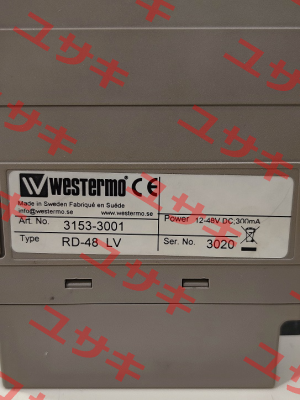 ユサキ
ユサキ
westermo CE
Made in Sweden Fabriqué en Suède
info@westermo.se www.westermo.se
Art. No. 3153-3001
Power 12-48V DC;300mA
Type RD-48 LV
Ser. No. 3020
ユサキ
ユサキ
ユサキ